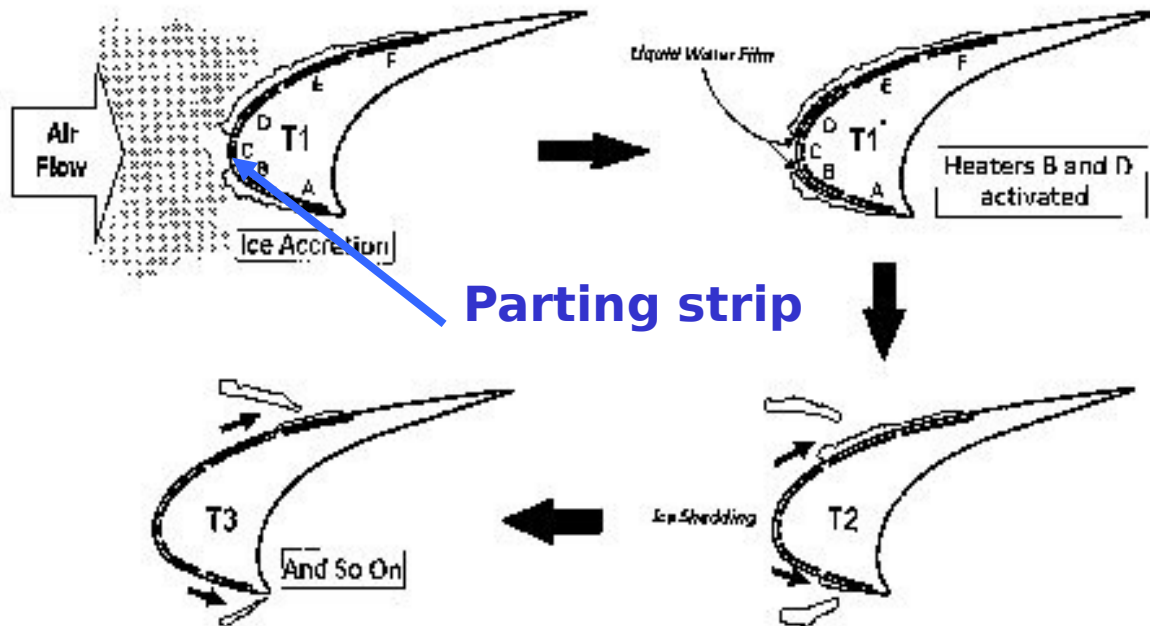 Air
Flow
F
E
D
T1
C
B
A
Ice Accretion
Liquid Water Film
F
E
D
T1
C
B
A
Heaters B and D
activated
Parting strip
T3
And So On
Ice Shedding
T2